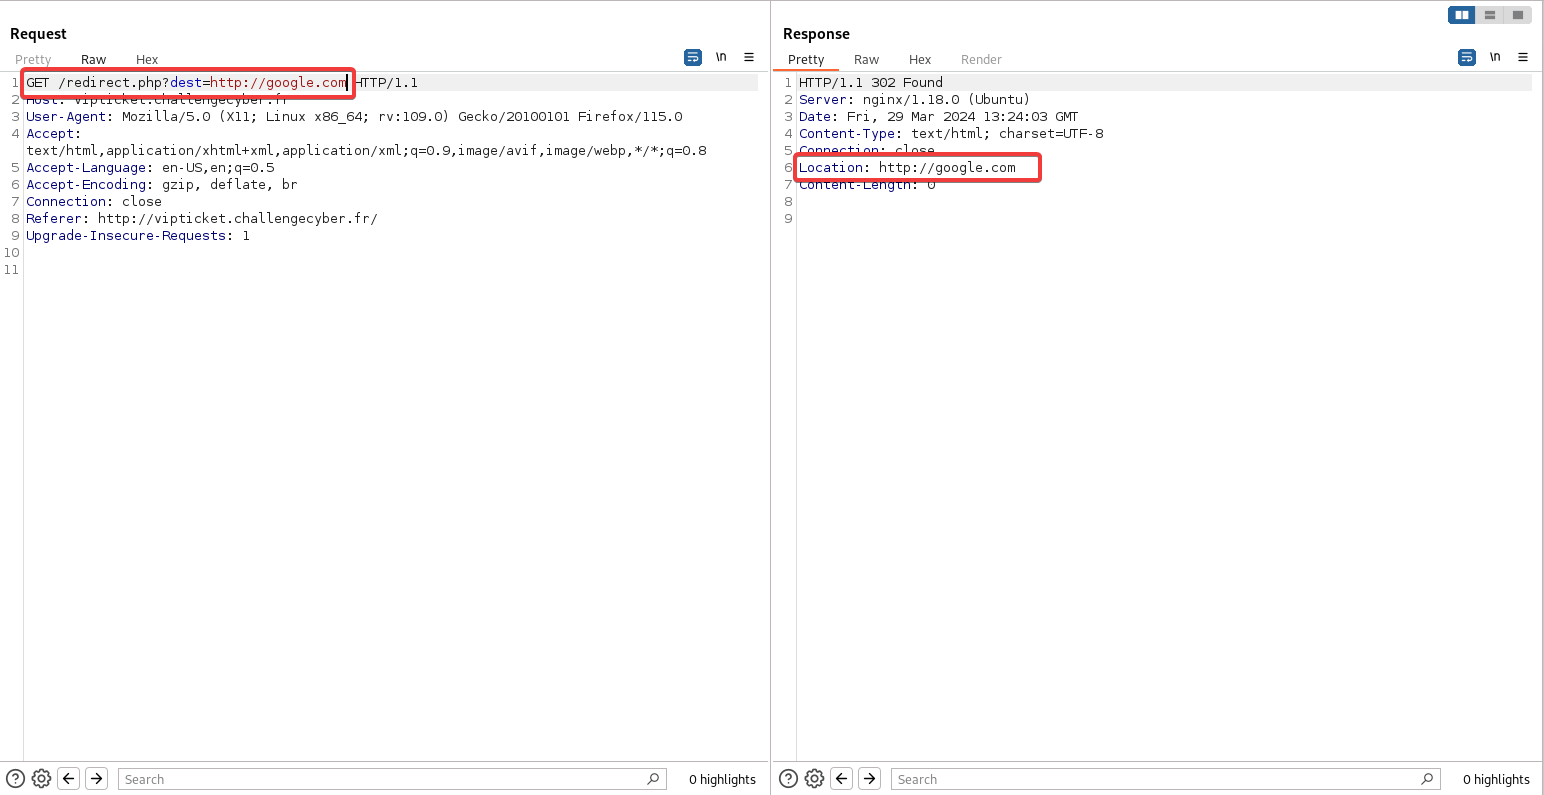 Request
Pretty Raw Hex
\n
1 GET /redirect.php?dest=http://google.com HTTP/1.1
2 Host: vipticket.challengecyber.fr
3 User-Agent: Mozilla/5.0 (X11; Linux x86_64; rv:109.0) Gecko/20100101 Firefox/115.0
4 Accept:
text/html,application/xhtml+xml,application/xml;q=0.9,image/avif,image/webp,*/*;q=0.8
5 Accept-Language: en-US,en;q=0.5
6 Accept-Encoding: gzip, deflate, br
7 Connection: close
8 Referer: http://vipticket.challengecyber.fr/
9 Upgrade-Insecure-Requests: 1
10
11
Search
0 highlights
Response
Pretty Raw Hex Render
\n
1 HTTP/1.1 302 Found
2 Server: nginx/1.18.0 (Ubuntu)
3 Date: Fri, 29 Mar 2024 13:24:03 GMT
4 Content-Type: text/html; charset=UTF-8
5 Connection: close
6 Location: http://google.com
7 Content-Length: 0
8
9
Search
0 highlights